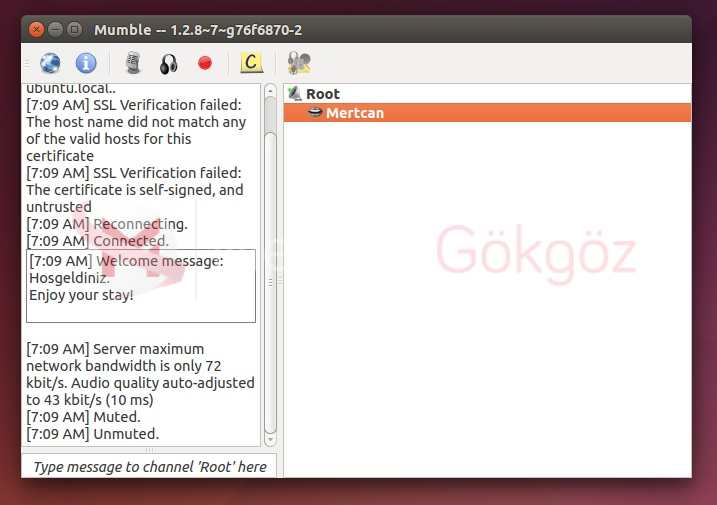 Mumble -- 1.2.8~7~g76f6870-2
C
ubuntu.local..
[7:09 AM] SSL Verification failed:
The host name did not match any
of the valid hosts for this
certificate
[7:09 AM] SSL Verification failed:
The certificate is self-signed, and
untrusted
[7:09 AM] Reconnecting.
[7:09 AM] Connected.
[7:09 AM] Welcome message:
Hosgeldiniz.
Enjoy your stay!
[7:09 AM] Server maximum
network bandwidth is only 72
kbit/s. Audio quality auto-adjusted
to 43 kbit/s (10 ms)
[7:09 AM] Muted.
[7:09 AM] Unmuted.
Type message to channel 'Root' here
Root
Mertcan
Gökgöz